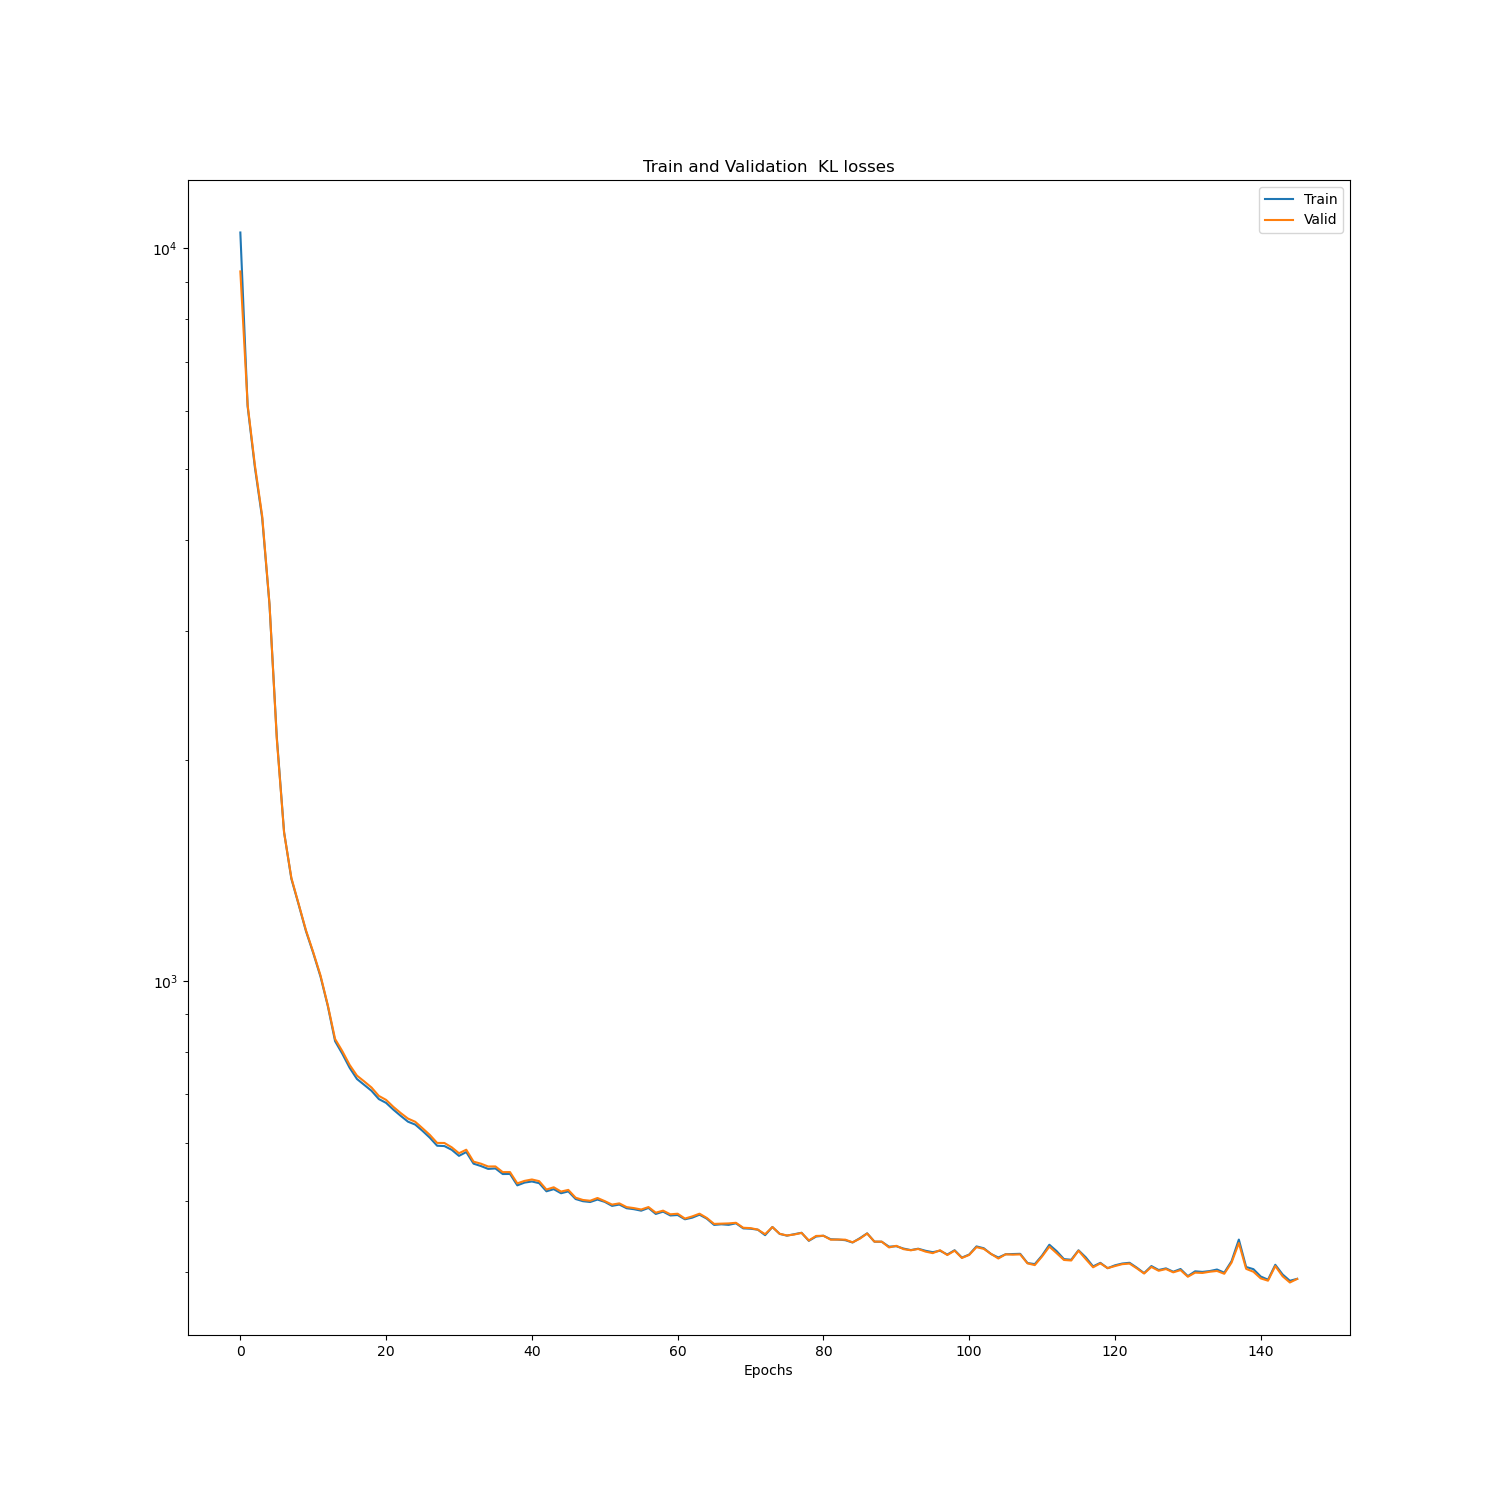 Train and Validation  KL losses
Train
Valid
10⁴
10³
0 20 40 60 80 100 120 140
Epochs